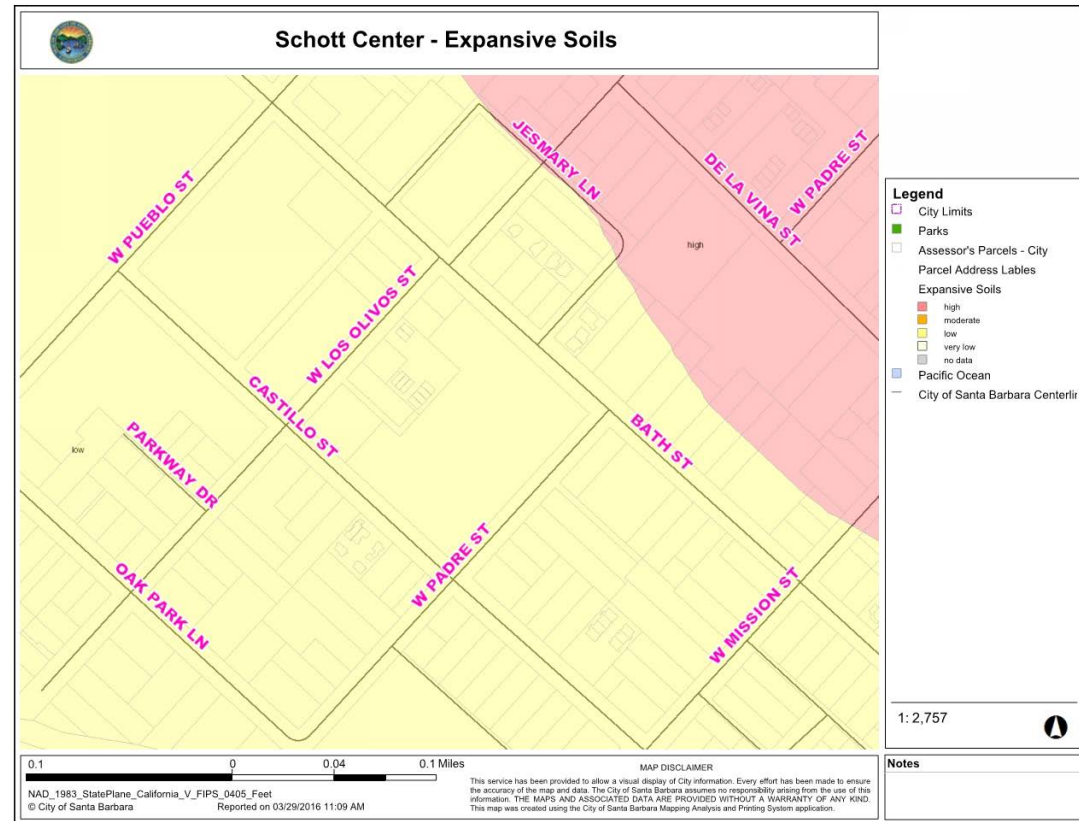 Schott Center - Expansive Soils
JESMARY LN
DE LA VINA ST
W PADRE ST
W PUEBLO ST
high
W LOS OLIVOS ST
CASTILLO ST
BATH ST
low
PARKWAY DR
W PADRE ST
OAK PARK LN
W MISSION ST
Legend
City Limits
Parks
Assessor's Parcels - City
Parcel Address Lables
Expansive Soils
high
moderate
low
very low
no data
Pacific Ocean
City of Santa Barbara Centerlin
1: 2,757
0.1 0 0.04 0.1 Miles
NAD_1983_StatePlane_California_V_FIPS_0405_Feet
© City of Santa Barbara Reported on 03/29/2016 11:09 AM
MAP DISCLAIMER
This service has been provided to allow a visual display of City information. Every effort has been made to ensure
the accuracy of the map and data. The City of Santa Barbara assumes no responsibility arising from the use of this
information. THE MAPS AND ASSOCIATED DATA ARE PROVIDED WITHOUT A WARRANTY OF ANY KIND.
This map was created using the City of Santa Barbara Mapping Analysis and Printing System application.
Notes